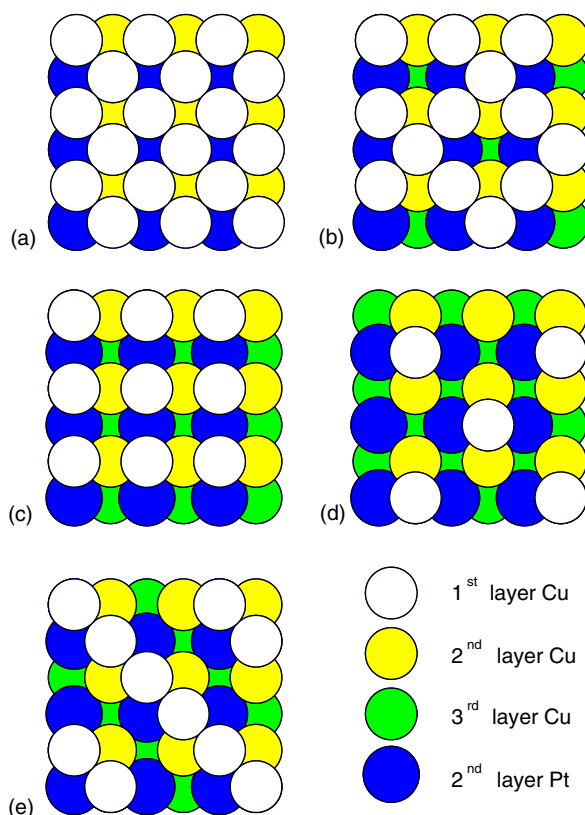 (a)
(b)
(c)
(d)
(e)
1st layer Cu
2nd layer Cu
3rd layer Cu
2nd layer Pt